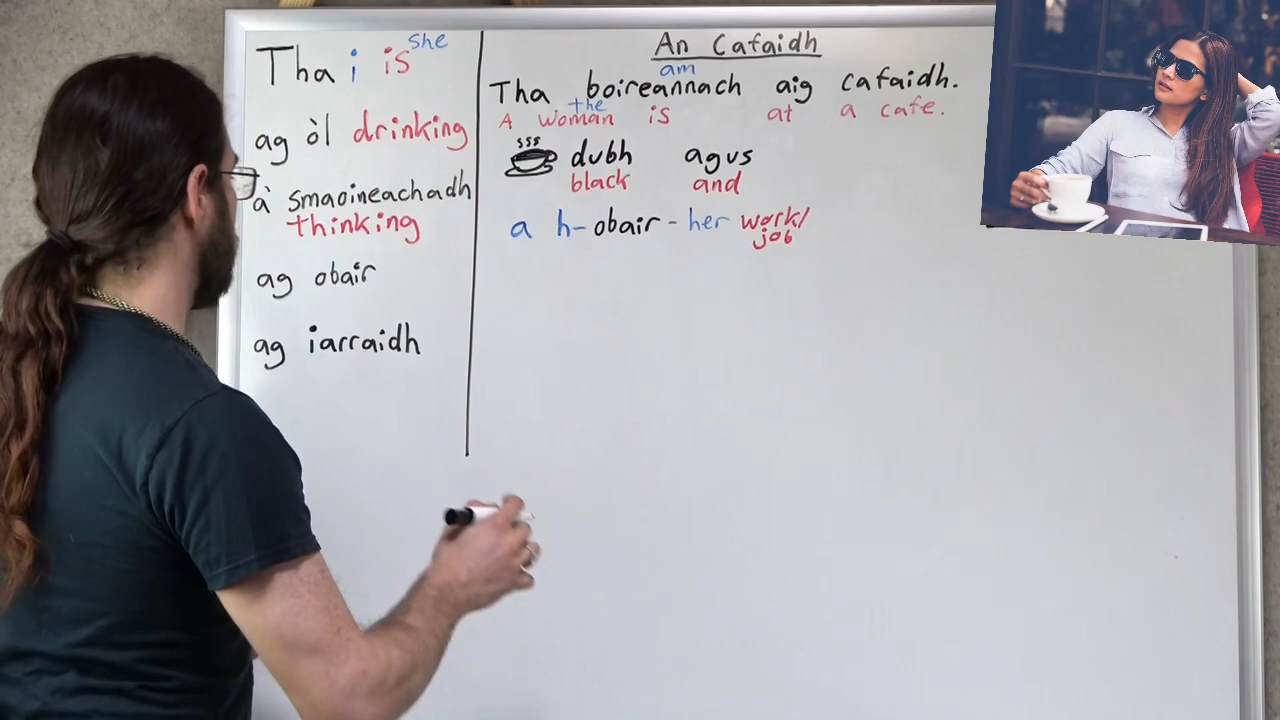 Tha i is she
ag òl drinking
à smaoineachadh
thinking
ag obair
ag iarraidh
An Cafaidh
am
Tha boireannach aig cafaidh.
the
A woman is at a cafe.
dubh agus
black and
a h-obair - her work/
job